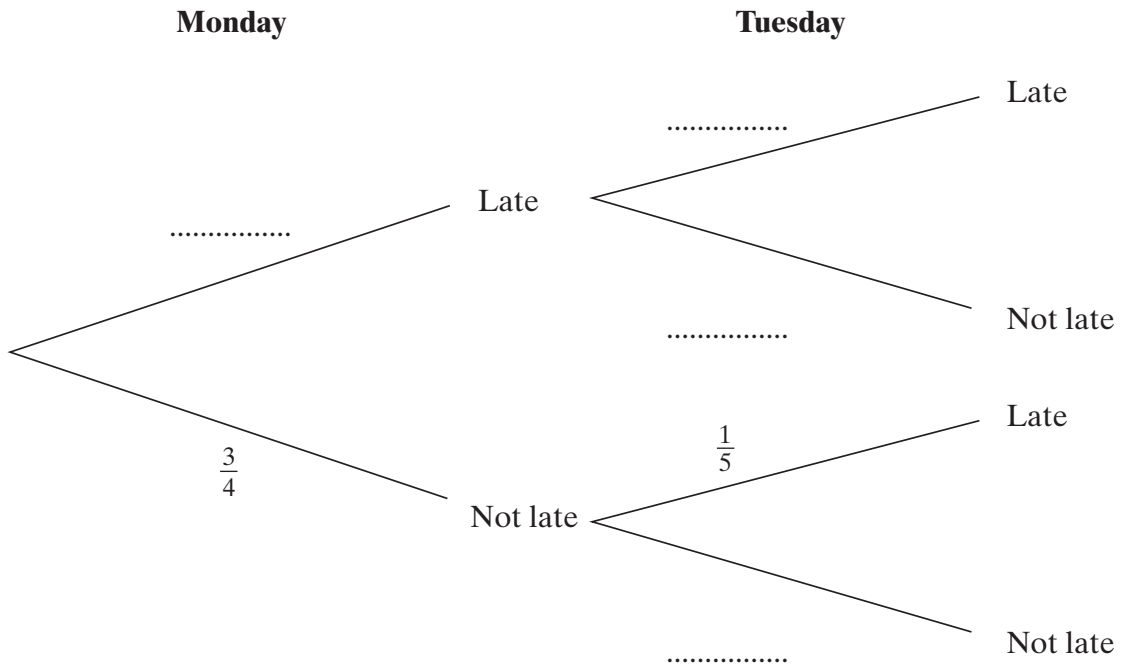 Monday Tuesday
Late
................
Late
................
Not late
................
Late
1/5
3/4
Not late
Not late
................